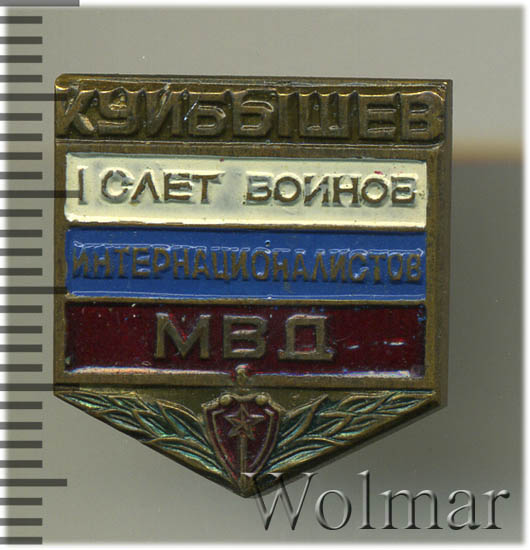 КУЙБЫШЕВ
I СЛЕТ ВОИНОВ
ИНТЕРНАЦИОНАЛИСТОВ
МВД
Wolmar